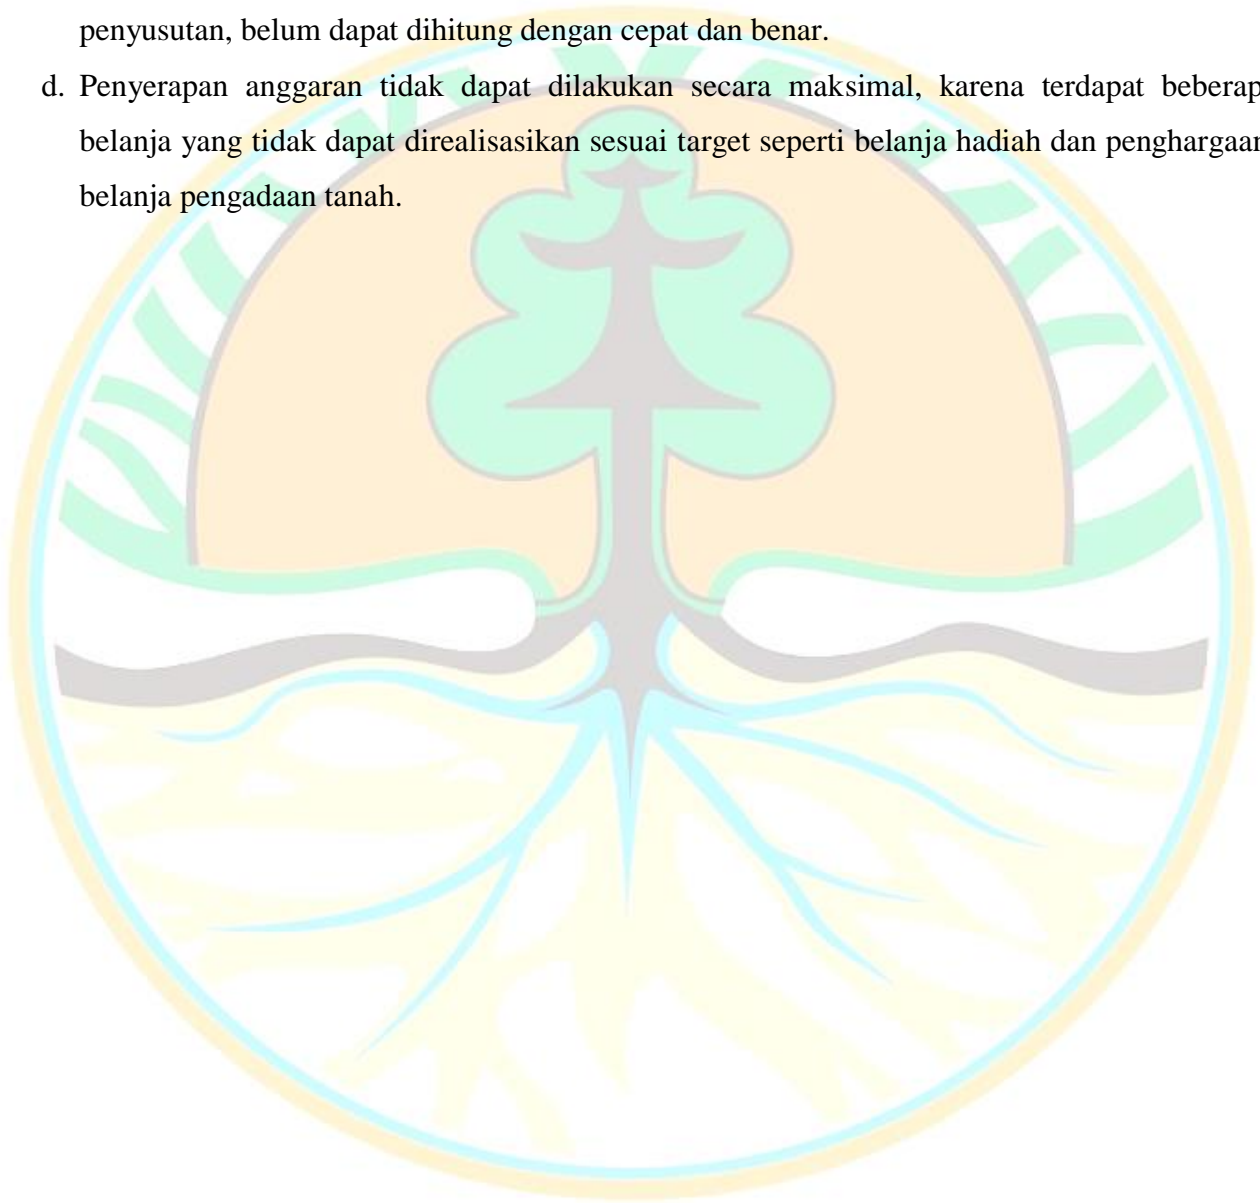 penyusutan, belum dapat dihitung dengan cepat dan benar.
d. Penyerapan anggaran tidak dapat dilakukan secara maksimal, karena terdapat beberap
belanja yang tidak dapat direalisasikan sesuai target seperti belanja hadiah dan penghargaan
belanja pengadaan tanah.